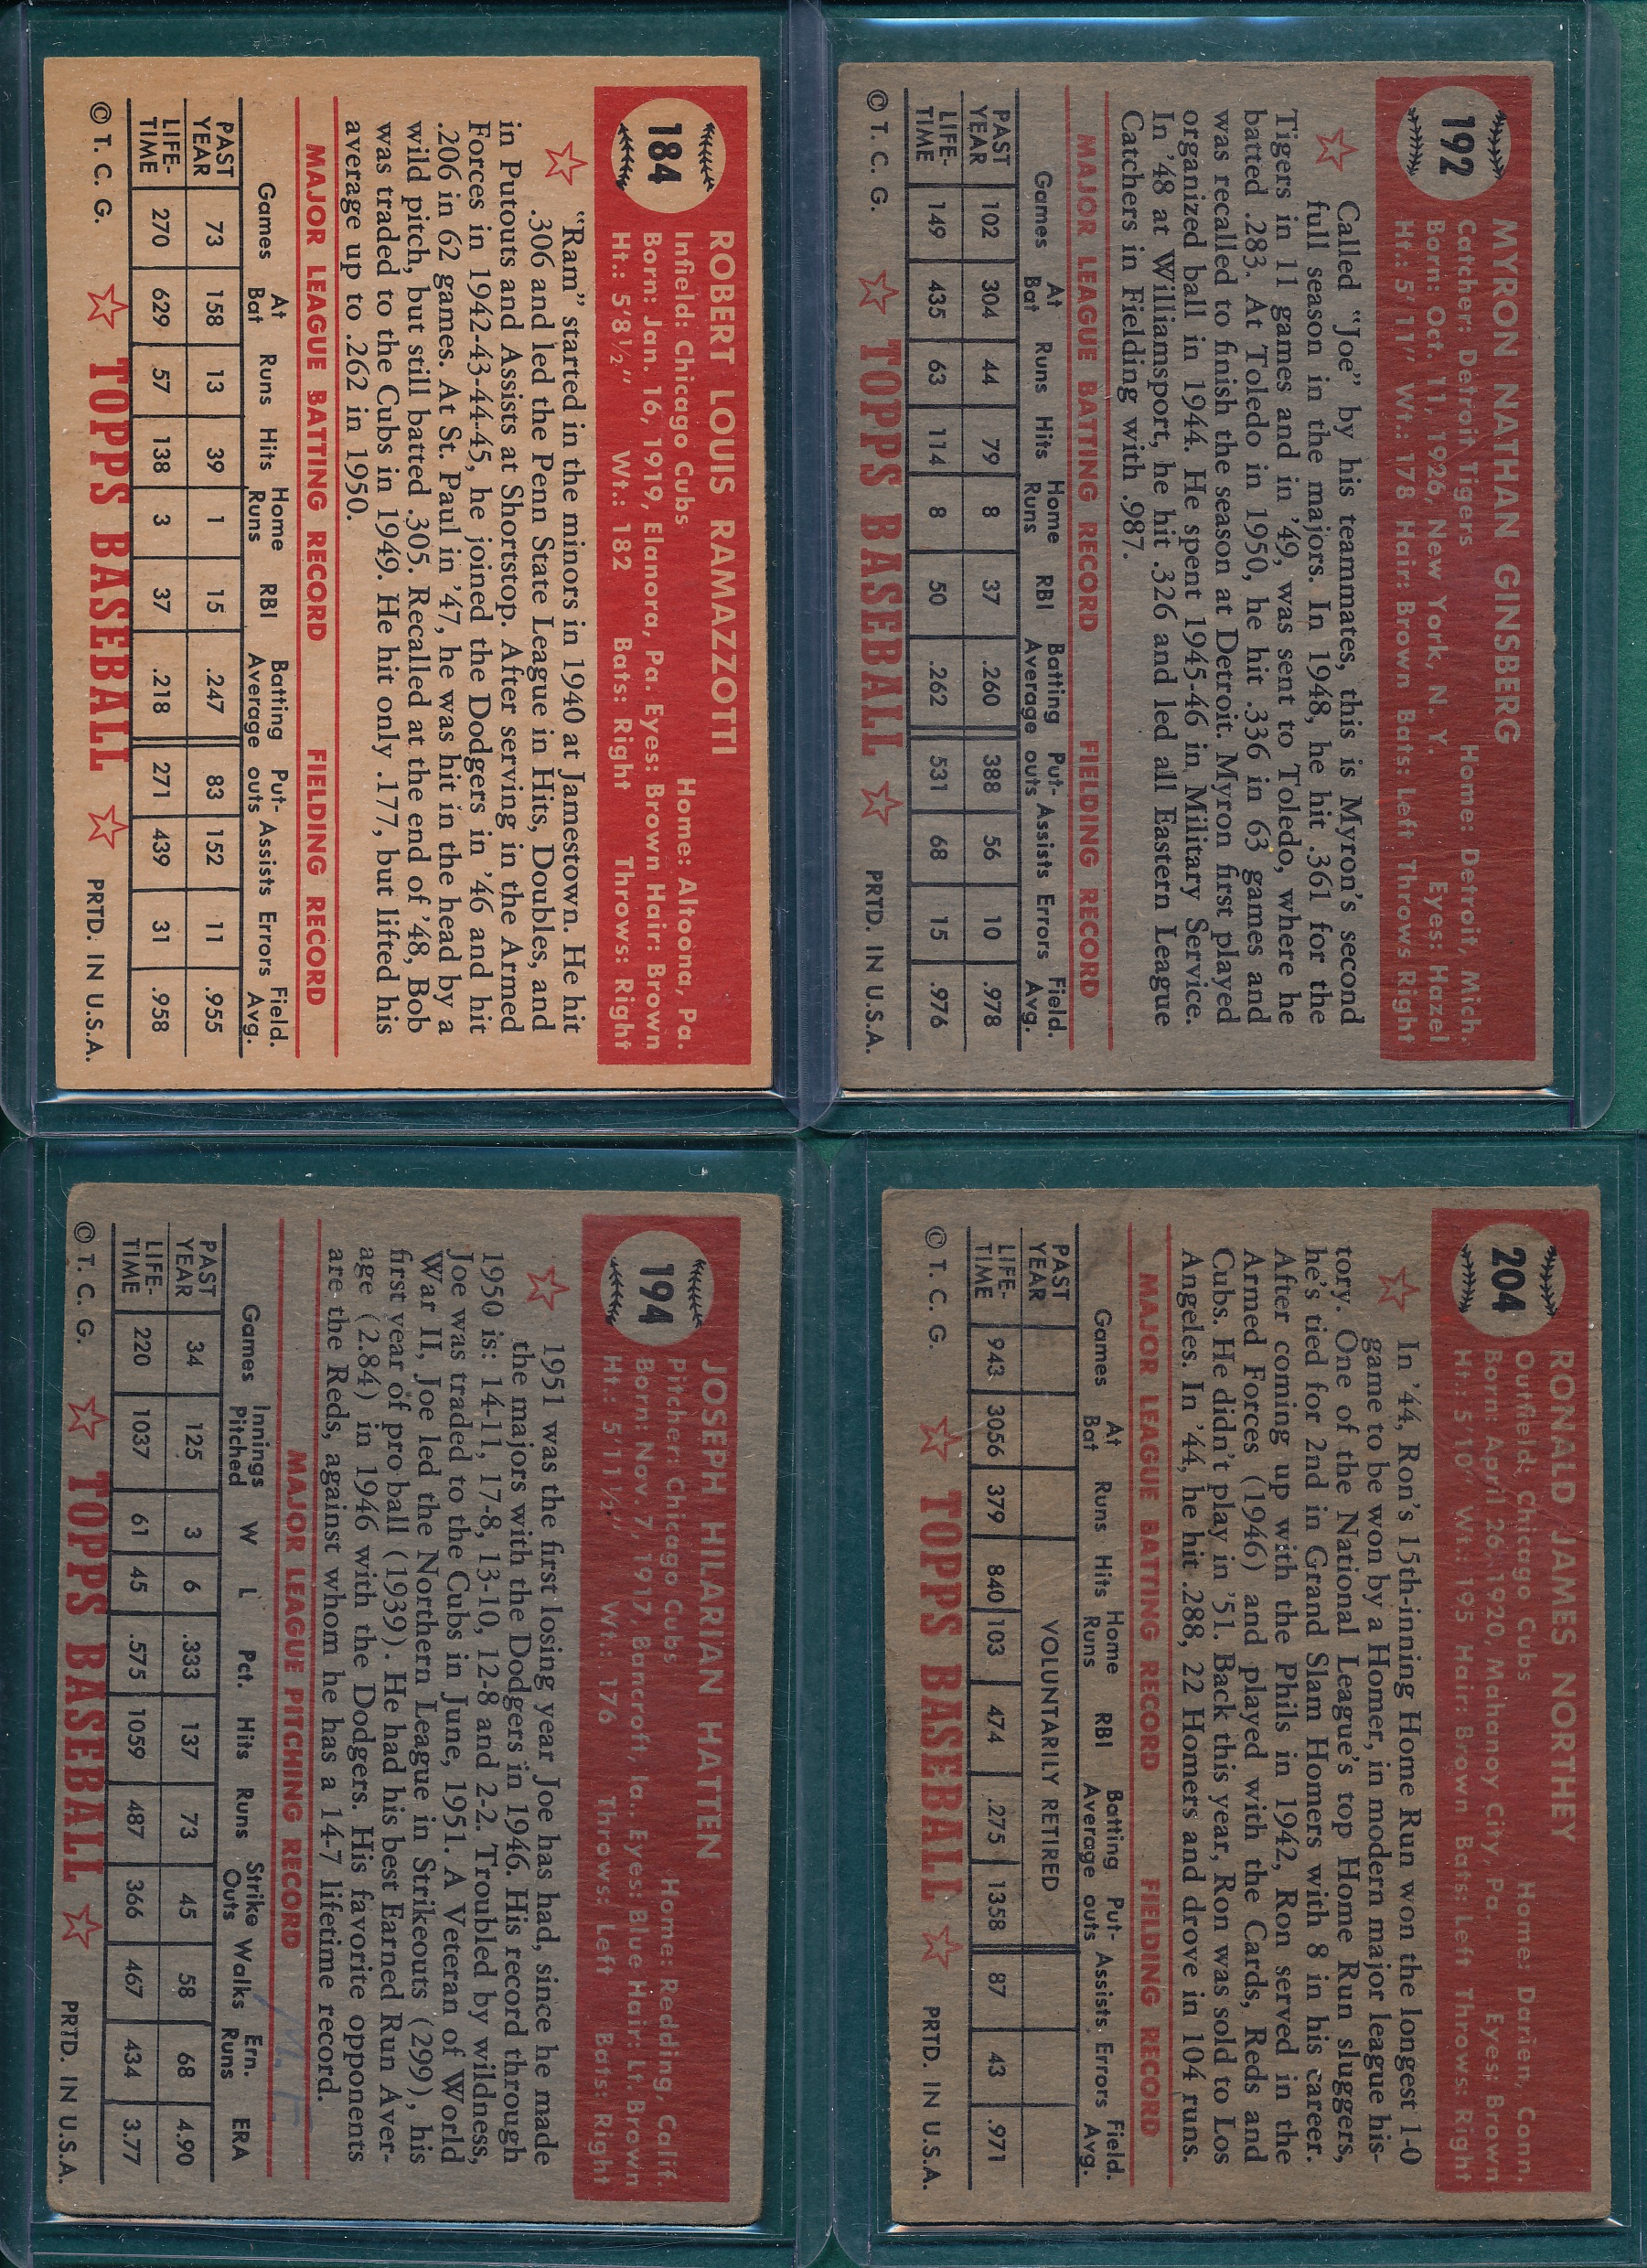 192
MYRON NATHAN GINSBERG
Catcher: Detroit Tigers Home: Detroit, Mich.
Born: Oct. 11, 1926, New York, N. Y. Eyes: Hazel
Ht.: 5'11" Wt.: 178 Hair: Brown Bats: Left Throws Right
Called "Joe" by his teammates, this is Myron's second
full season in the majors. In 1948, he hit .361 for the
Tigers in 11 games and in '49, was sent to Toledo, where he
batted .283. At Toledo in 1950, he hit .336 in 63 games and
was recalled to finish the season at Detroit. Myron first played
organized ball in 1944. He spent 1945-46 in Military Service.
In '48 at Williamsport, he hit .326 and led all Eastern League
Catchers in Fielding with .987.
MAJOR LEAGUE BATTING RECORD FIELDING RECORD
Games At Bat Runs Hits Home Runs RBI Batting Average Put-outs Assists Errors Field. Avg.
PAST YEAR 102 304 44 79 8 37 .260 388 56 10 .978
LIFE-TIME 149 435 63 114 8 50 .262 531 68 15 .976
© T. C. G. TOPPS BASEBALL PRTD. IN U.S.A.
204
RONALD JAMES NORTHEY
Outfield: Chicago Cubs Home: Darien, Conn.
Born: April 26, 1920, Mahanoy City, Pa. Eyes: Brown
Ht.: 5'10" Wt.: 195 Hair: Brown Bats: Left Throws: Right
In '44, Ron's 15th-inning Home Run won the longest 1-0
game to be won by a Homer, in modern major league his-
tory. One of the National League's top Home Run sluggers,
he's tied for 2nd in Grand Slam Homers with 8 in his career.
After coming up with the Phils in 1942, Ron served in the
Armed Forces (1946) and played with the Cards, Reds and
Cubs. He didn't play in '51. Back this year, Ron was sold to Los
Angeles. In '44, he hit .288, 22 Homers and drove in 104 runs.
MAJOR LEAGUE BATTING RECORD FIELDING RECORD
Games At Bat Runs Hits Home Runs RBI Batting Average Put-outs Assists Errors Field. Avg.
PAST YEAR VOLUNTARILY RETIRED
LIFE-TIME 943 3056 379 840 103 474 .275 1358 87 43 .971
© T. C. G. TOPPS BASEBALL PRTD. IN U.S.A.
184
ROBERT LOUIS RAMAZZOTTI
Infield: Chicago Cubs Home: Altoona, Pa.
Born: Jan. 16, 1919, Elanora, Pa. Eyes: Brown Hair: Brown
Ht.: 5'8½" Wt.: 182 Bats: Right Throws: Right
"Ram" started in the minors in 1940 at Jamestown. He hit
.306 and led the Penn State League in Hits, Doubles, and
in Putouts and Assists at Shortstop. After serving in the Armed
Forces in 1942-43-44-45, he joined the Dodgers in '46 and hit
.206 in 62 games. At St. Paul in '47, he was hit in the head by a
wild pitch, but still batted .305. Recalled at the end of '48, Bob
was traded to the Cubs in 1949. He hit only .177, but lifted his
average up to .262 in 1950.
MAJOR LEAGUE BATTING RECORD FIELDING RECORD
Games At Bat Runs Hits Home Runs RBI Batting Average Put-outs Assists Errors Field. Avg.
PAST YEAR 73 158 13 39 1 15 .247 83 152 11 .955
LIFE-TIME 270 629 57 138 3 37 .218 271 439 31 .958
© T. C. G. TOPPS BASEBALL PRTD. IN U.S.A.
194
JOSEPH HILARIAN HATTEN
Pitcher: Chicago Cubs Home: Redding, Calif.
Born: Nov. 7, 1917, Bancroft, Ia.. Eyes: Blue Hair: Lt. Brown
Ht.: 5'11½" Wt.: 176 Throws: Left Bats: Right
1951 was the first losing year Joe has had, since he made
the majors with the Dodgers in 1946. His record through
1950 is: 14-11, 17-8, 13-10, 12-8 and 2-2. Troubled by wildness,
Joe was traded to the Cubs in June, 1951. A Veteran of World
War II, Joe led the Northern League in Strikeouts (299), his
first year of pro ball (1939). He had his best Earned Run Aver-
age (2.84) in 1946 with the Dodgers. His favorite opponents
are the Reds, against whom he has a 14-7 lifetime record.
MAJOR LEAGUE PITCHING RECORD
Games Innings Pitched W L Pct. Hits Runs Strike Outs Walks Ern. Runs ERA
PAST YEAR 34 125 3 6 .333 137 73 45 58 68 4.90
LIFE-TIME 220 1037 61 45 .575 1059 487 366 467 434 3.77
© T. C. G. TOPPS BASEBALL PRTD. IN U.S.A.